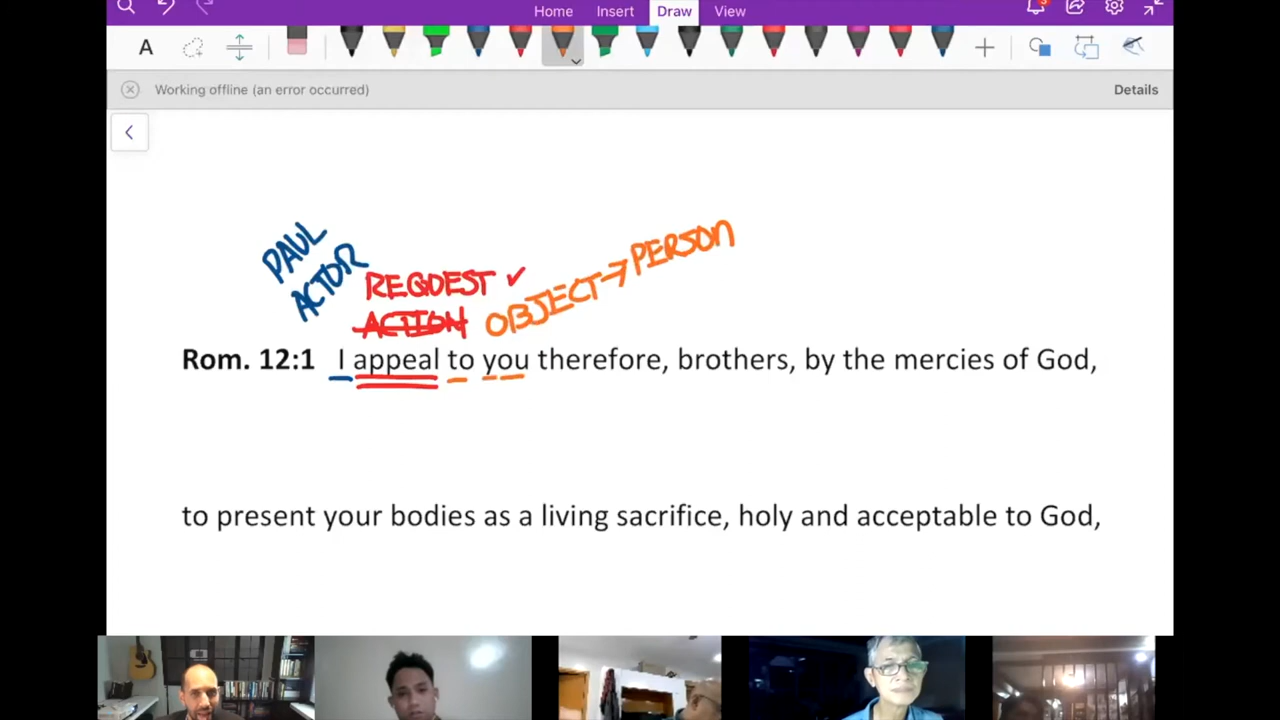 Home Insert Draw View
A
Working offline (an error occurred) Details
PAUL
ACTOR
REQUEST ✓
ACTION
OBJECT → PERSON
Rom. 12:1 I appeal to you therefore, brothers, by the mercies of God,
to present your bodies as a living sacrifice, holy and acceptable to God,